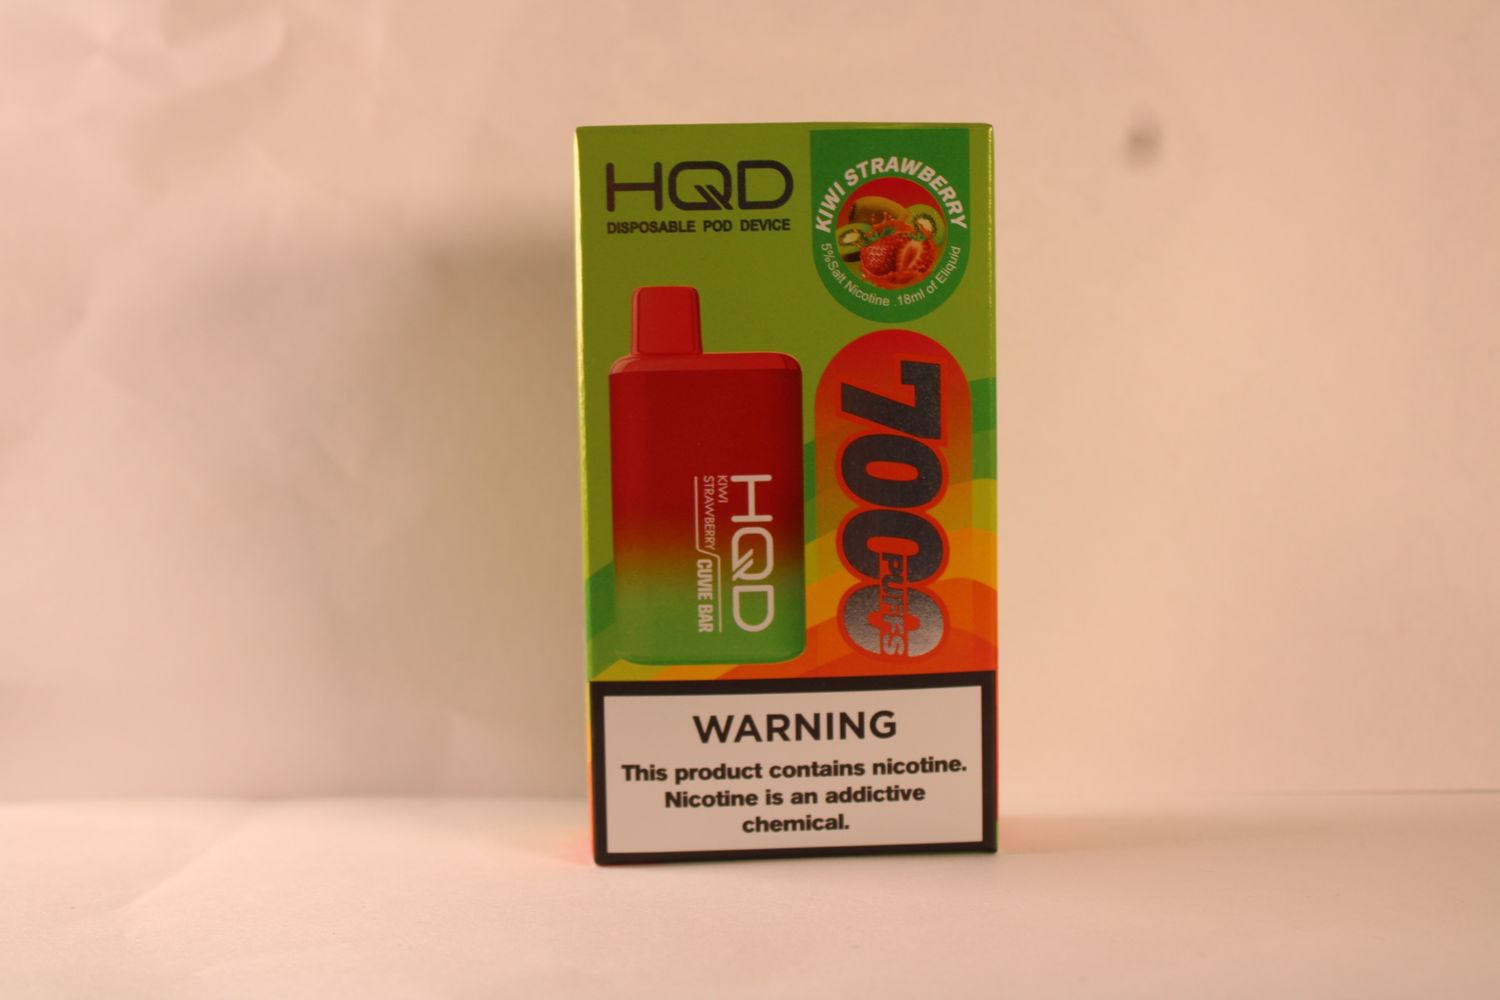 HQD
DISPOSABLE POD DEVICE
KIWI STRAWBERRY
5%Salt Nicotine .18ml of Eliquid
7000
PUFFS
HQD
KIWI
STRAWBERRY
CUVIE BAR
WARNING
This product contains nicotine.
Nicotine is an addictive
chemical.